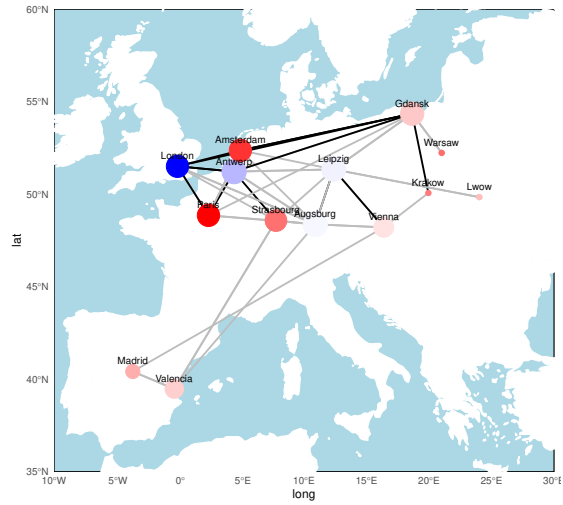 60°N
55°N
50°N
45°N
40°N
35°N
lat
Gdansk
Warsaw
Amsterdam
London
Antwerp
Leipzig
Krakow
Lwow
Paris
Strasbourg
Augsburg
Vienna
Madrid
Valencia
10°W
5°W
0°
5°E
10°E
15°E
20°E
25°E
30°E
long